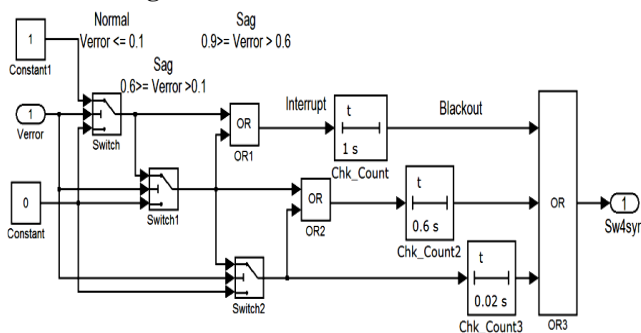 Normal
Verror <= 0.1
Sag
0.9>= Verror > 0.6
Sag
0.6>= Verror >0.1
1
Constant1
1
Verror
Switch
OR
OR1
Interrupt
t
1 s
Chk_Count
Blackout
0
Constant
Switch1
OR
OR2
t
0.6 s
Chk_Count2
OR
OR3
1
Sw4syn
Switch2
t
0.02 s
Chk_Count3